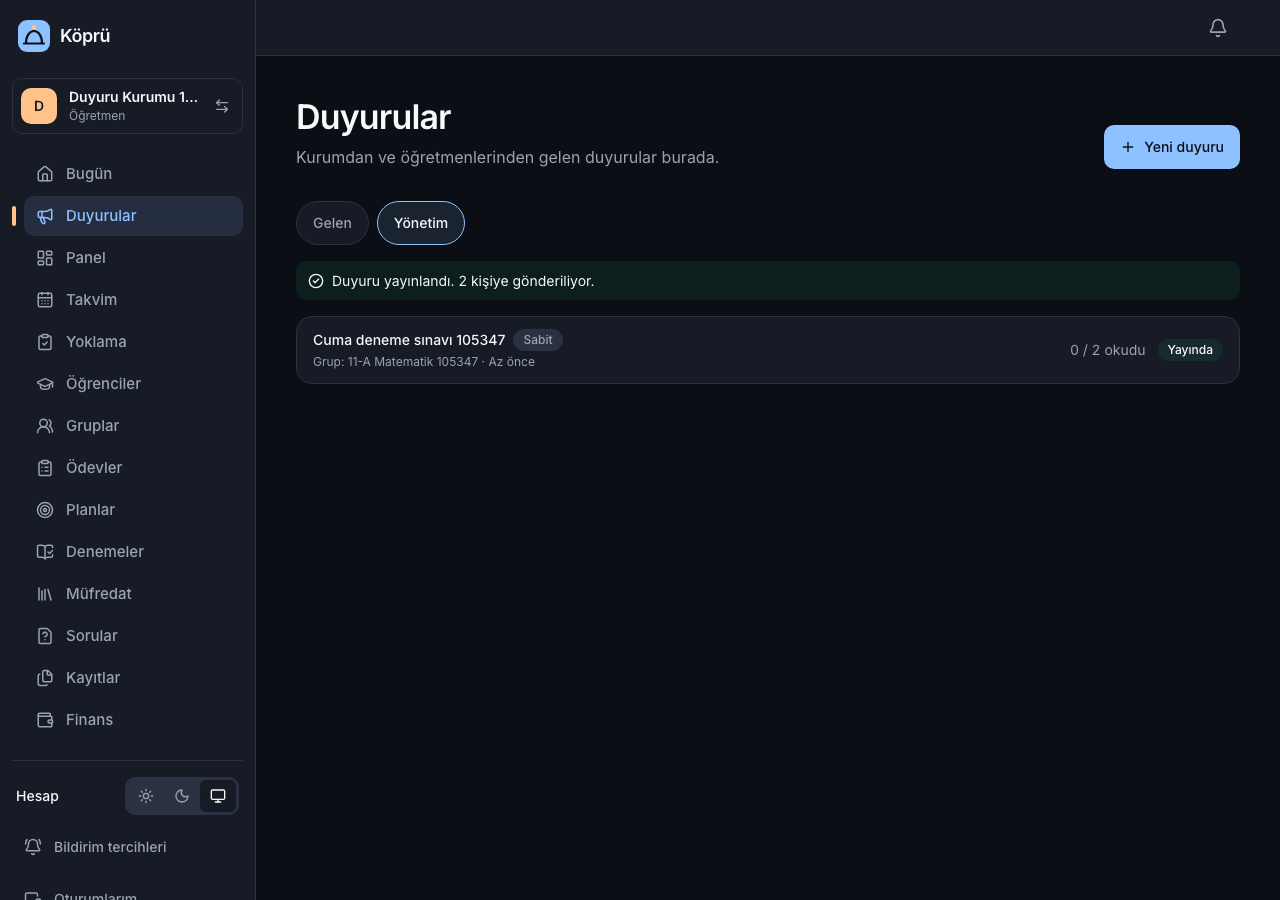 Köprü
D
Duyuru Kurumu 1...
Öğretmen
Bugün
Duyurular
Panel
Takvim
Yoklama
Öğrenciler
Gruplar
Ödevler
Planlar
Denemeler
Müfredat
Sorular
Kayıtlar
Finans
Hesap
Bildirim tercihleri
Oturumlarım
Duyurular
Kurumdan ve öğretmenlerinden gelen duyurular burada.
Yeni duyuru
Gelen
Yönetim
Duyuru yayınlandı. 2 kişiye gönderiliyor.
Cuma deneme sınavı 105347 Sabit
Grup: 11-A Matematik 105347 · Az önce
0 / 2 okudu Yayında